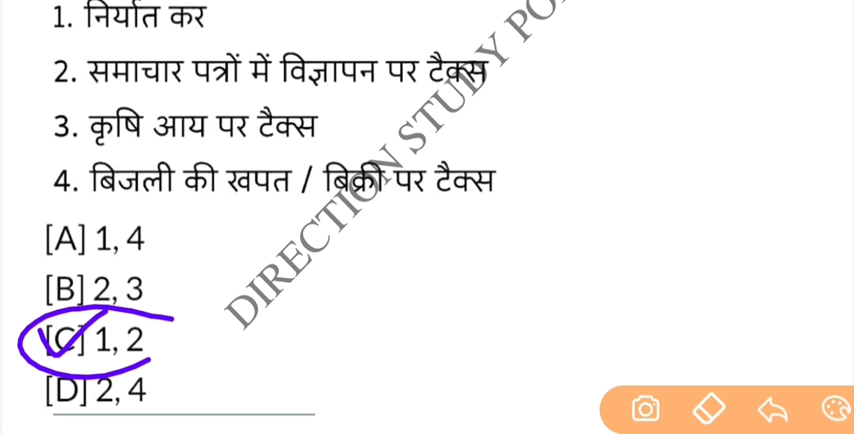 1. निर्यात कर
2. समाचार पत्रों में विज्ञापन पर टैक्स
3. कृषि आय पर टैक्स
4. बिजली की खपत / बिक्री पर टैक्स
[A] 1, 4
[B] 2, 3
[C] 1, 2
[D] 2, 4
DIRECTION STUDY PO